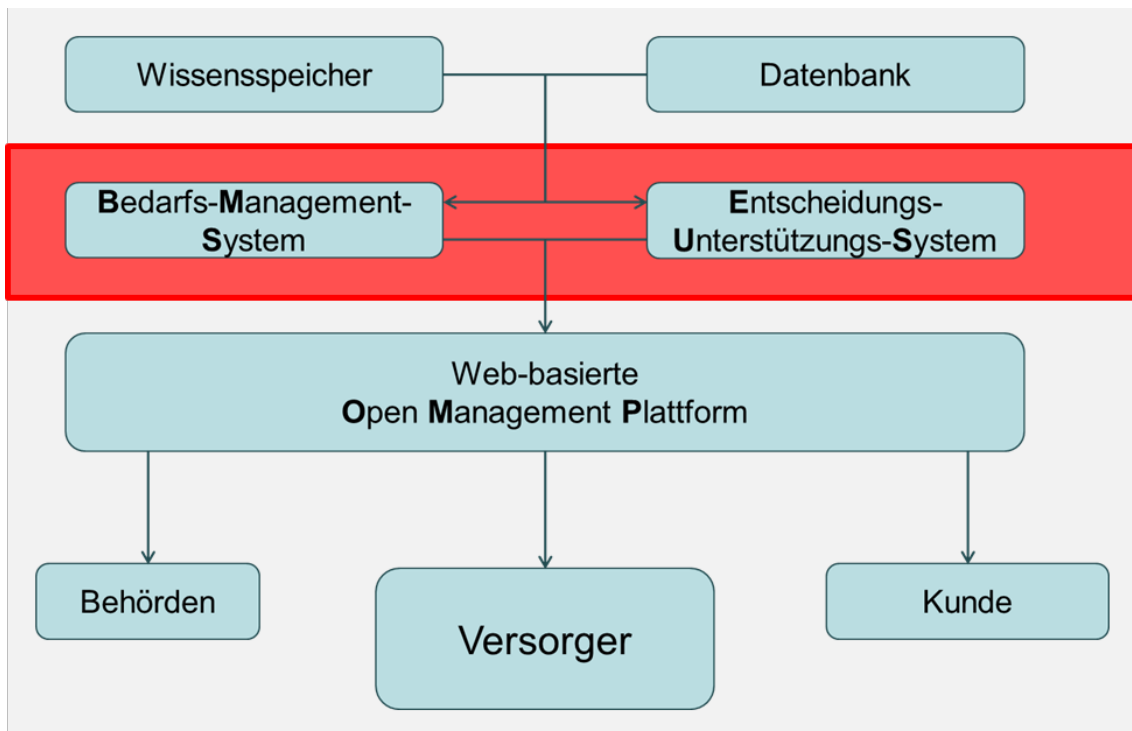 Wissensspeicher
Datenbank
Bedarfs-Management-
System
Entscheidungs-
Unterstützungs-System
Web-basierte
Open Management Plattform
Behörden
Versorger
Kunde